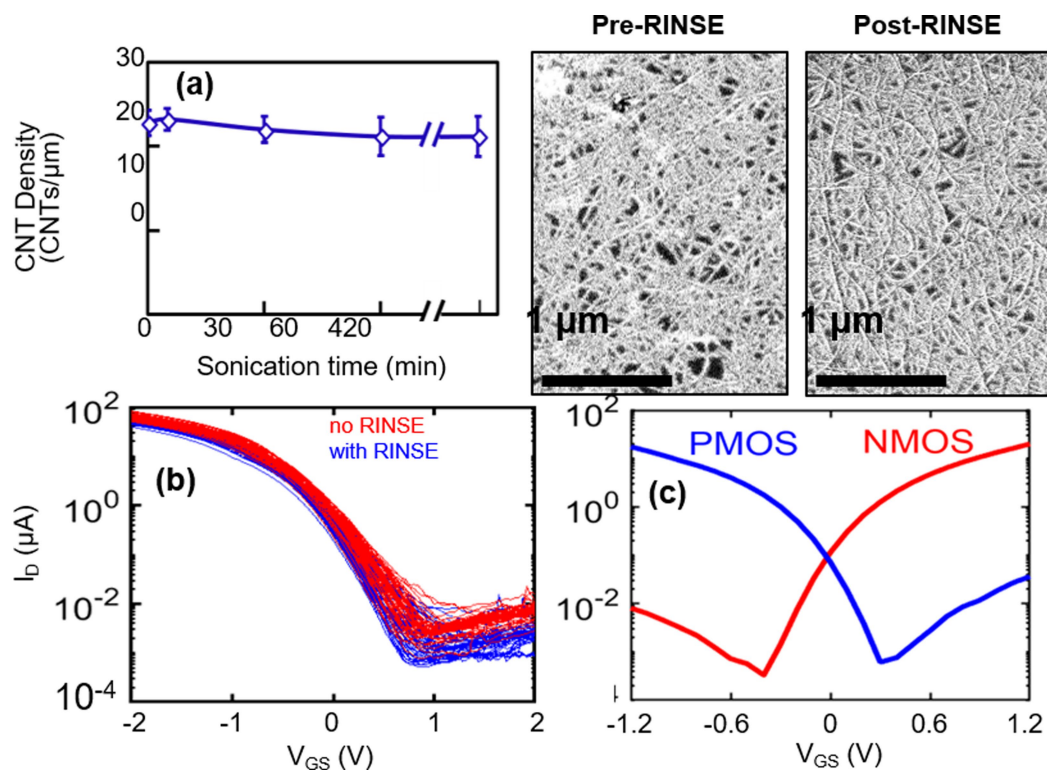 Pre-RINSE
Post-RINSE
(a)
30
20
10
0
CNT Density
(CNTs/µm)
0 30 60 420
Sonication time (min)
1 µm
1 µm
(b)
no RINSE
with RINSE
10²
10⁰
10⁻²
10⁻⁴
I_D (µA)
-2 -1 0 1 2
V_GS (V)
(c)
PMOS
NMOS
10²
10⁰
10⁻²
-1.2 -0.6 0 0.6 1.2
V_GS (V)